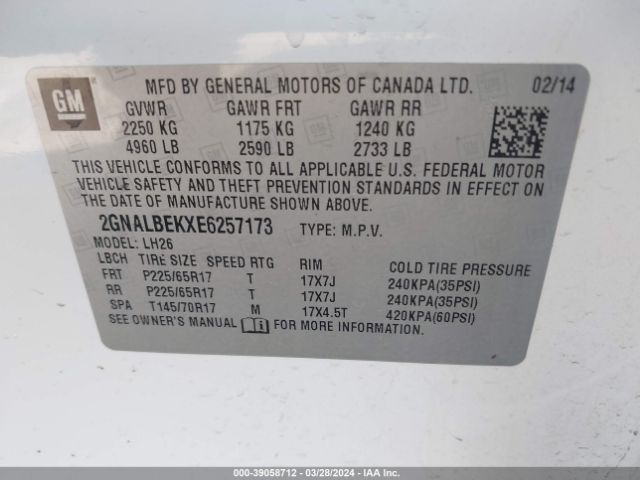 GM
MFD BY GENERAL MOTORS OF CANADA LTD. 02/14
GVWR GAWR FRT GAWR RR
2250 KG 1175 KG 1240 KG
4960 LB 2590 LB 2733 LB
THIS VEHICLE CONFORMS TO ALL APPLICABLE U.S. FEDERAL MOTOR
VEHICLE SAFETY AND THEFT PREVENTION STANDARDS IN EFFECT ON
THE DATE OF MANUFACTURE SHOWN ABOVE.
2GNALBEKXE6257173 TYPE: M.P.V.
MODEL: LH26
LBCH TIRE SIZE SPEED RTG RIM COLD TIRE PRESSURE
FRT P225/65R17 T 17X7J 240KPA(35PSI)
RR P225/65R17 T 17X7J 240KPA(35PSI)
SPA T145/70R17 M 17X4.5T 420KPA(60PSI)
SEE OWNER'S MANUAL FOR MORE INFORMATION.
000-39058712 | 03/28/2024 - IAA, Inc.